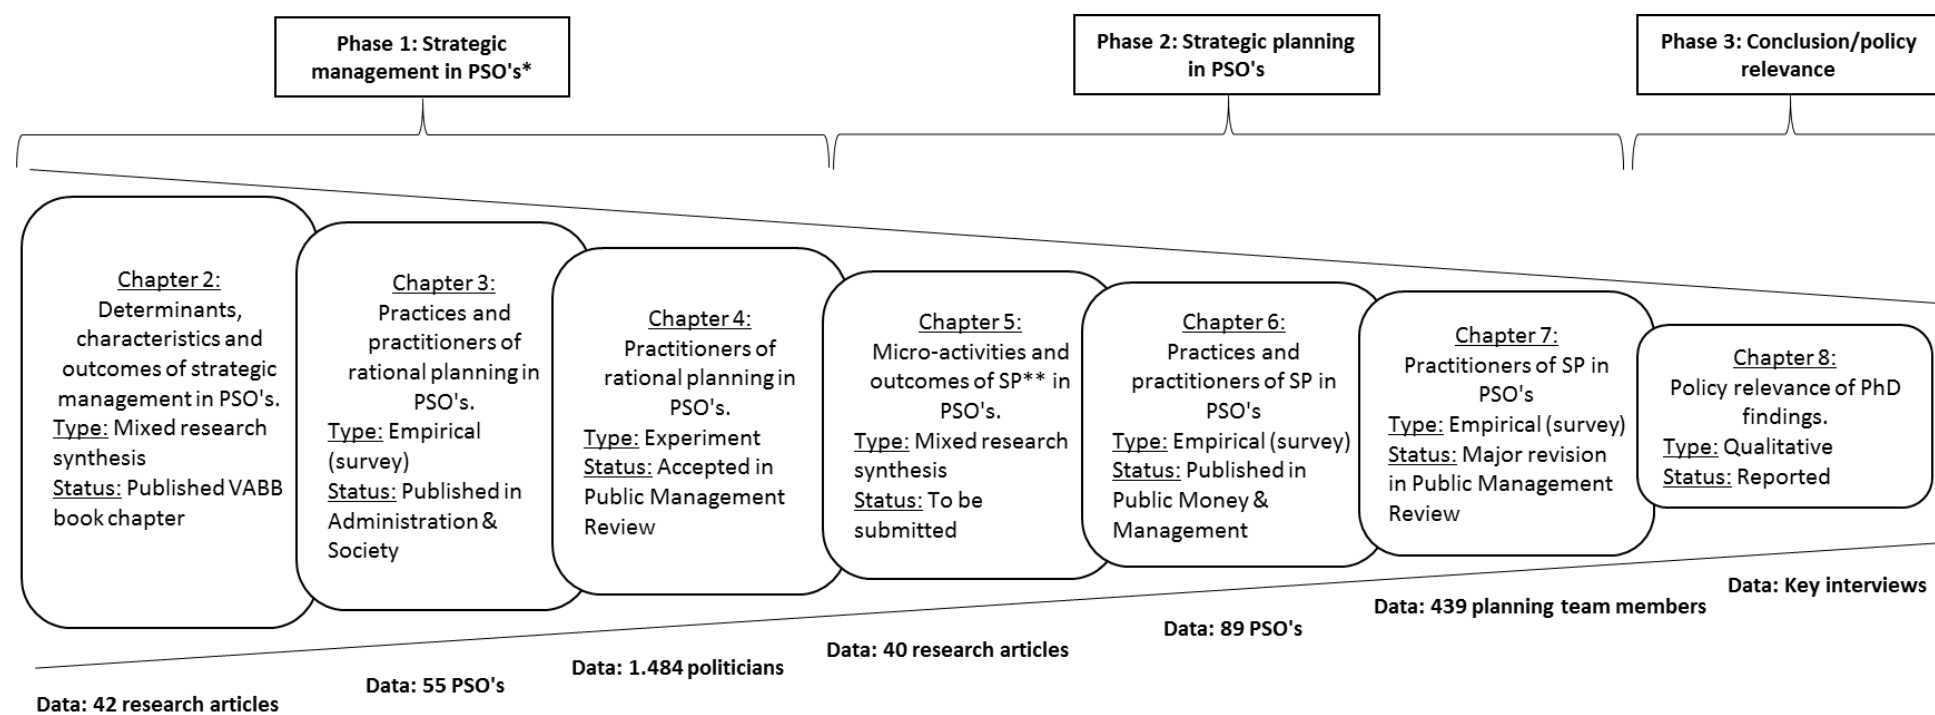 Phase 1: Strategic
management in PSO's*
Phase 2: Strategic planning
in PSO's
Phase 3: Conclusion/policy
relevance
Chapter 2:
Determinants,
characteristics and
outcomes of strategic
management in PSO's.
Type: Mixed research
synthesis
Status: Published VABB
book chapter
Chapter 3:
Practices and
practitioners of
rational planning in
PSO's.
Type: Empirical
(survey)
Status: Published in
Administration &
Society
Chapter 4:
Practitioners of
rational planning in
PSO's.
Type: Experiment
Status: Accepted in
Public Management
Review
Chapter 5:
Micro-activities and
outcomes of SP** in
PSO's.
Type: Mixed research
synthesis
Status: To be
submitted
Chapter 6:
Practices and
practitioners of SP in
PSO's
Type: Empirical (survey)
Status: Published in
Public Money &
Management
Chapter 7:
Practitioners of SP in
PSO's
Type: Empirical (survey)
Status: Major revision
in Public Management
Review
Chapter 8:
Policy relevance of PhD
findings.
Type: Qualitative
Status: Reported
Data: 42 research articles
Data: 55 PSO's
Data: 1.484 politicians
Data: 40 research articles
Data: 89 PSO's
Data: 439 planning team members
Data: Key interviews